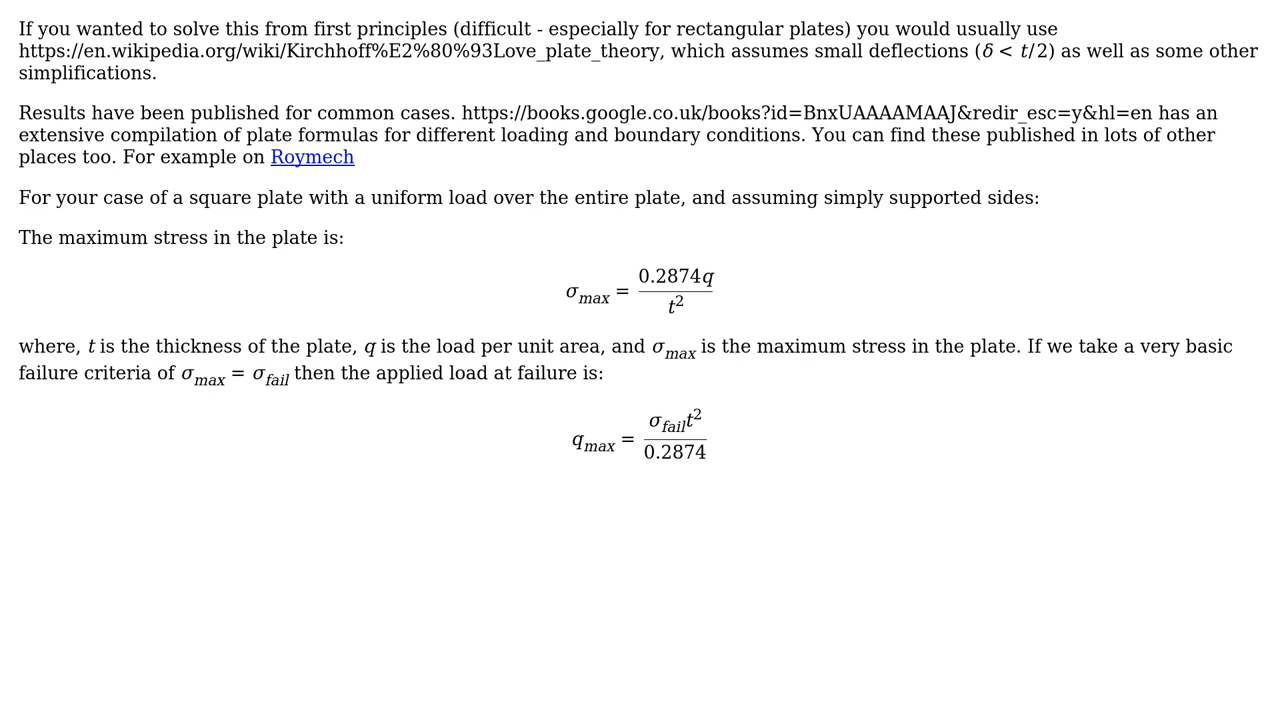 If you wanted to solve this from first principles (difficult - especially for rectangular plates) you would usually use
https://en.wikipedia.org/wiki/Kirchhoff%E2%80%93Love_plate_theory, which assumes small deflections (δ < t/2) as well as some other
simplifications.
Results have been published for common cases. https://books.google.co.uk/books?id=BnxUAAAAMAAJ&redir_esc=y&hl=en has an
extensive compilation of plate formulas for different loading and boundary conditions. You can find these published in lots of other
places too. For example on Roymech
For your case of a square plate with a uniform load over the entire plate, and assuming simply supported sides:
The maximum stress in the plate is:
σ_max = 0.2874q / t²
where, t is the thickness of the plate, q is the load per unit area, and σ_max is the maximum stress in the plate. If we take a very basic
failure criteria of σ_max = σ_fail then the applied load at failure is:
q_max = σ_fail t² / 0.2874